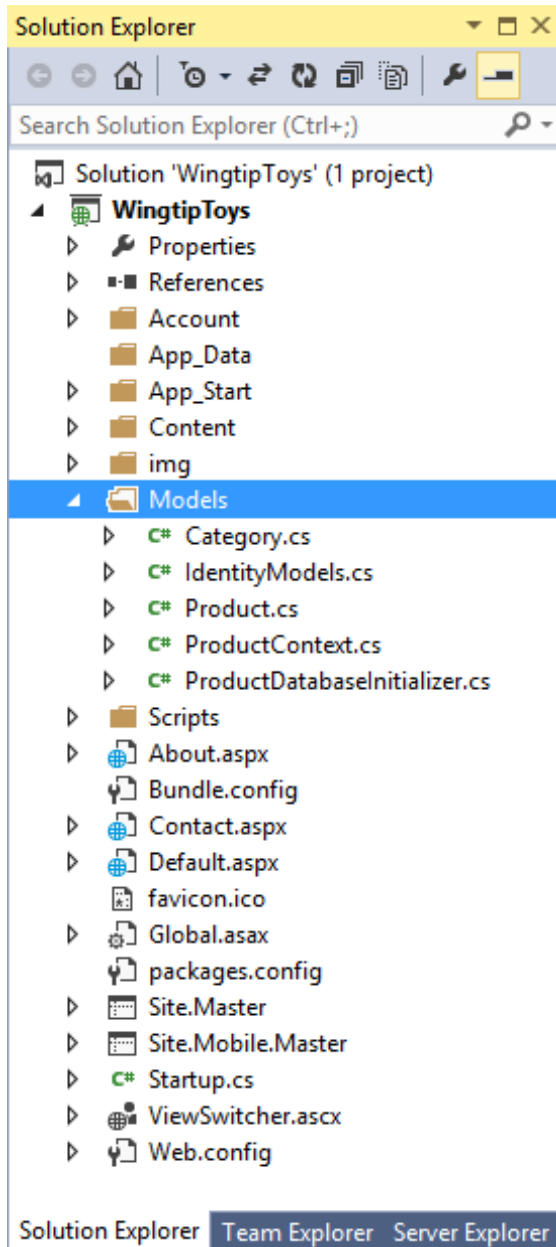 Solution Explorer
Search Solution Explorer (Ctrl+;)
Solution 'WingtipToys' (1 project)
WingtipToys
Properties
References
Account
App_Data
App_Start
Content
img
Models
C# Category.cs
C# IdentityModels.cs
C# Product.cs
C# ProductContext.cs
C# ProductDatabaseInitializer.cs
Scripts
About.aspx
Bundle.config
Contact.aspx
Default.aspx
favicon.ico
Global.asax
packages.config
Site.Master
Site.Mobile.Master
C# Startup.cs
ViewSwitcher.ascx
Web.config
Solution Explorer Team Explorer Server Explorer